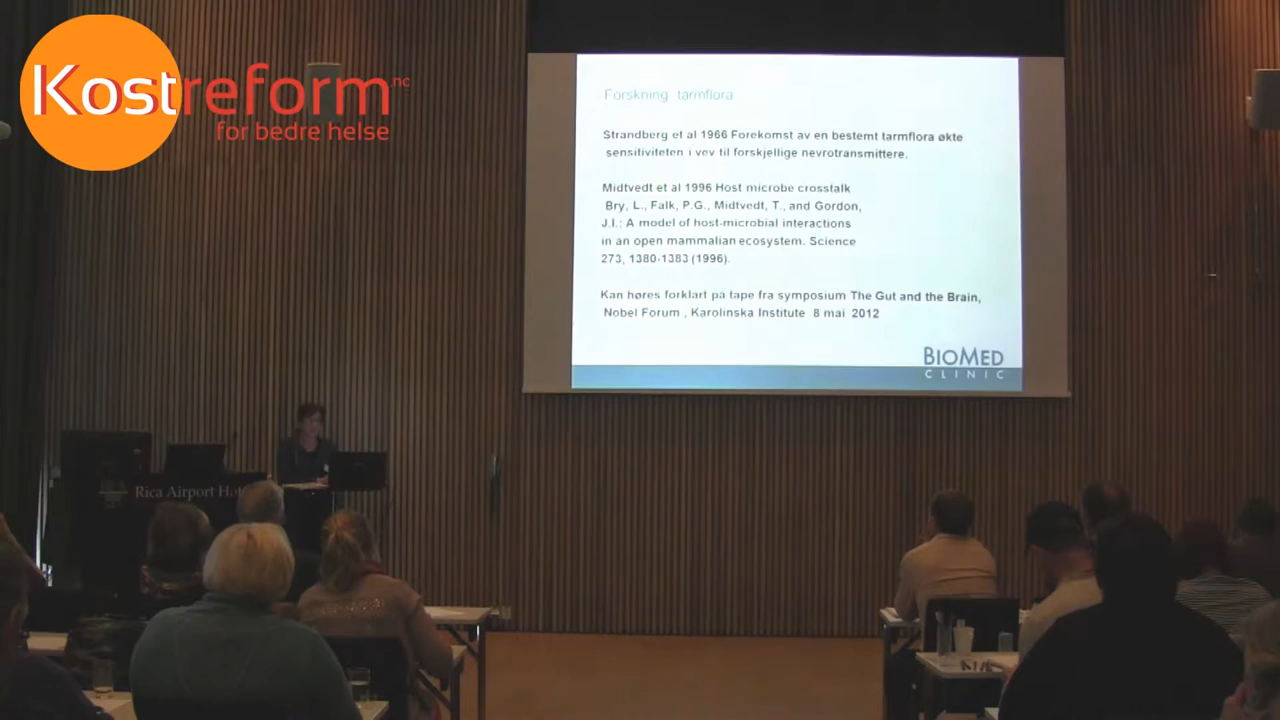 Kostreform nc
for bedre helse
Forskning tarmflora
Strandberg et al 1966 Forekomst av en bestemt tarmflora økte
sensitiviteten i vev til forskjellige nevrotransmittere.
Midtvedt et al 1996 Host microbe crosstalk
Bry, L., Falk, P.G., Midtvedt, T., and Gordon,
J.I.: A model of host-microbial interactions
in an open mammalian ecosystem. Science
273, 1380-1383 (1996).
Kan høres forklart på tape fra symposium The Gut and the Brain,
Nobel Forum , Karolinska Institute 8 mai 2012
BIOMED
CLINIC
Rica Airport